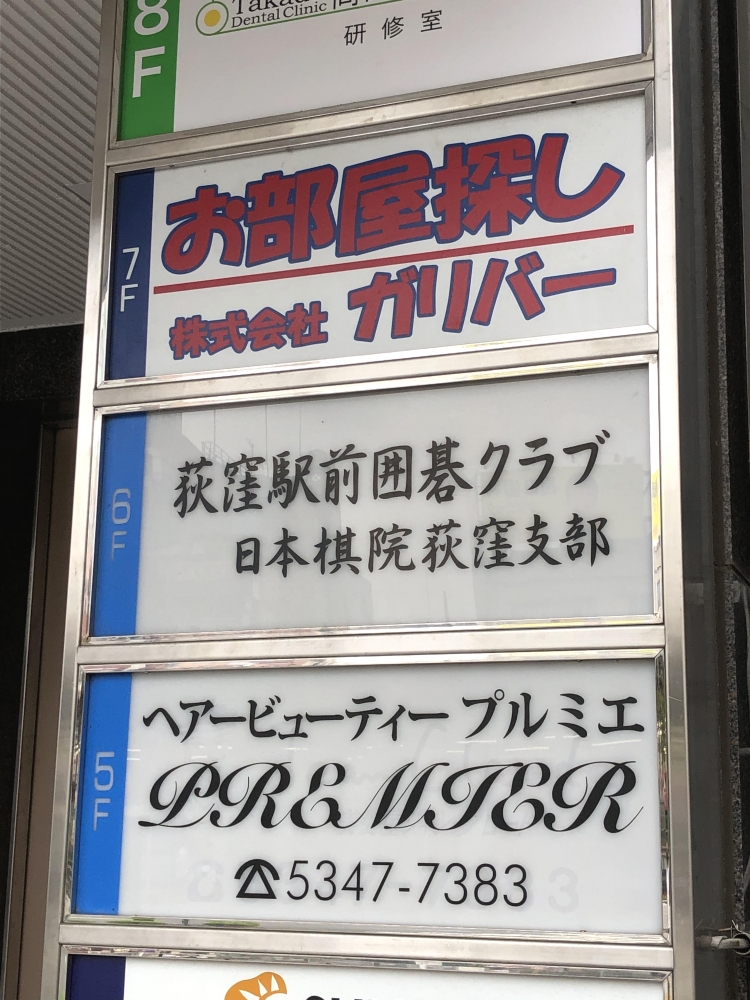 8F
Dental Clinic
研修室
7F
お部屋探し
株式会社 ガリバー
6F
荻窪駅前囲碁クラブ
日本棋院荻窪支部
5F
ヘアービューティー プルミエ
PREMIER
☎5347-7383